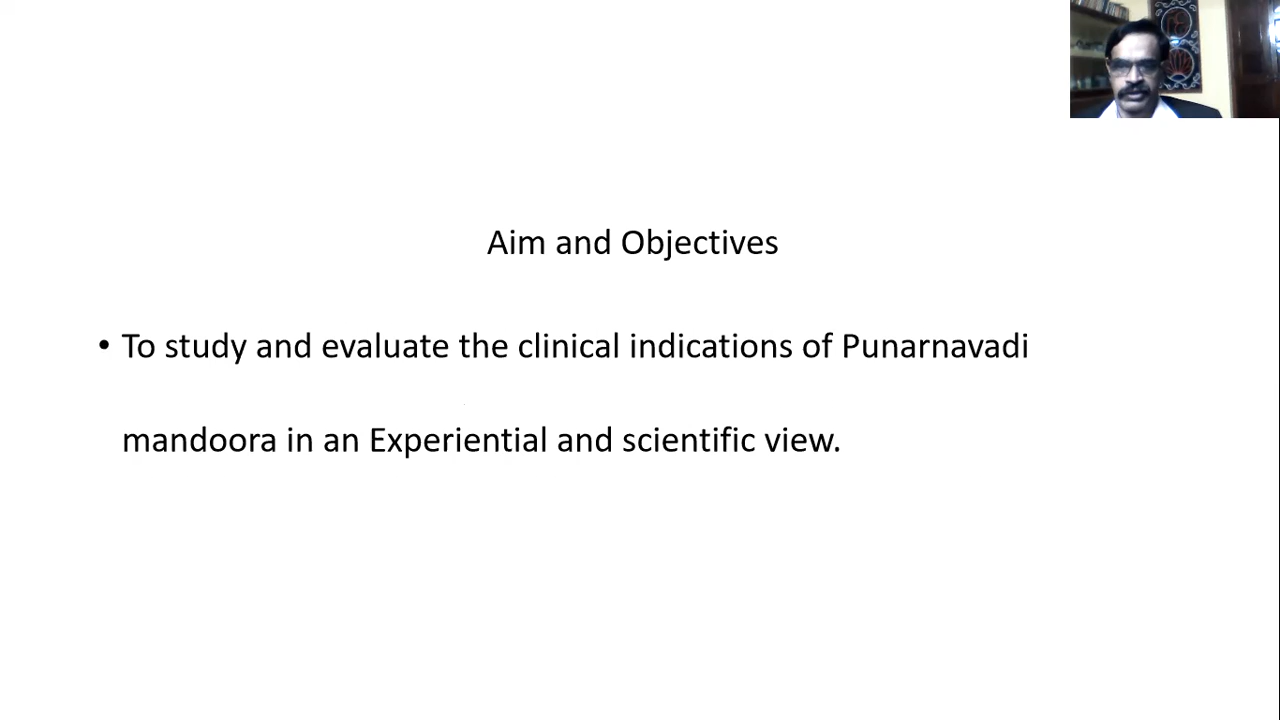 Aim and Objectives
• To study and evaluate the clinical indications of Punarnavadi
mandoora in an Experiential and scientific view.